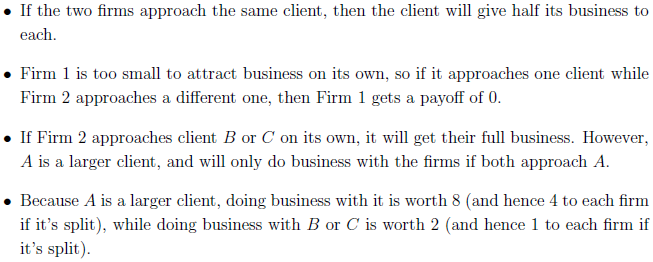 • If the two firms approach the same client, then the client will give half its business to
each.
• Firm 1 is too small to attract business on its own, so if it approaches one client while
Firm 2 approaches a different one, then Firm 1 gets a payoff of 0.
• If Firm 2 approaches client B or C on its own, it will get their full business. However,
A is a larger client, and will only do business with the firms if both approach A.
• Because A is a larger client, doing business with it is worth 8 (and hence 4 to each firm
if it's split), while doing business with B or C is worth 2 (and hence 1 to each firm if
it's split).